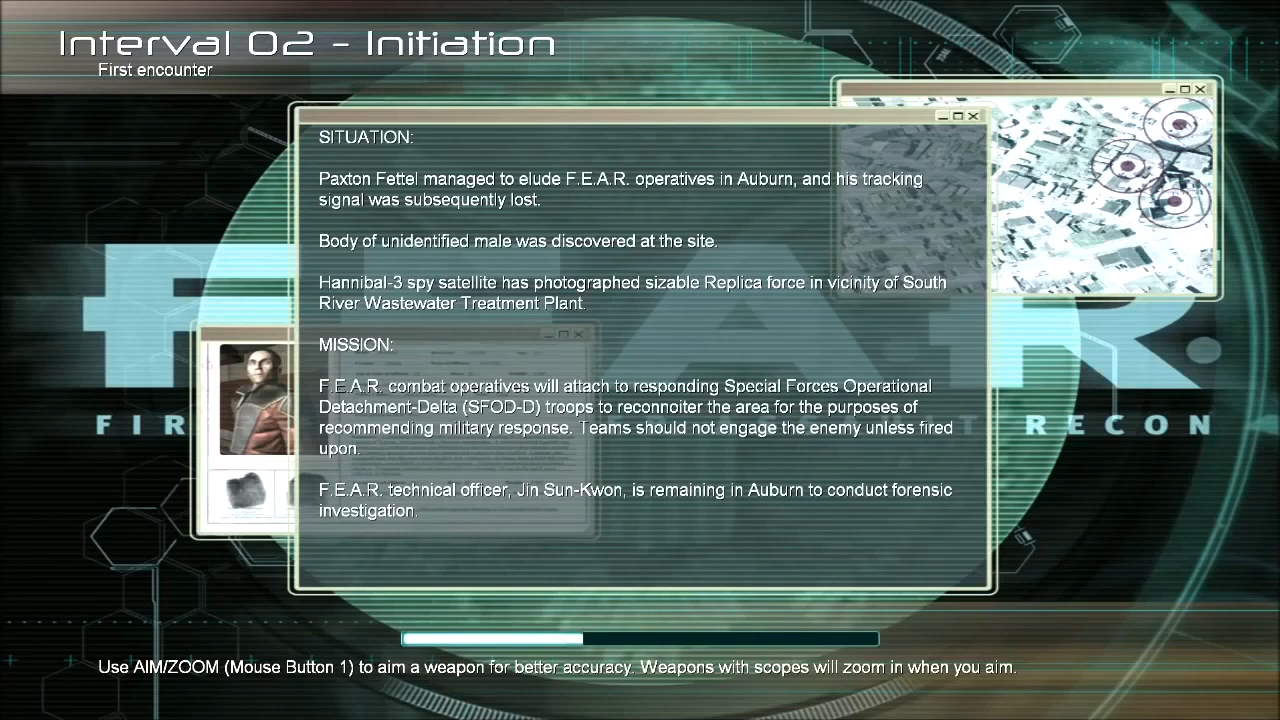 Interval 02 - Initiation
First encounter
SITUATION:
Paxton Fettel managed to elude F.E.A.R. operatives in Auburn, and his tracking
signal was subsequently lost.
Body of unidentified male was discovered at the site.
Hannibal-3 spy satellite has photographed sizable Replica force in vicinity of South
River Wastewater Treatment Plant.
MISSION:
F.E.A.R. combat operatives will attach to responding Special Forces Operational
Detachment-Delta (SFOD-D) troops to reconnoiter the area for the purposes of
recommending military response. Teams should not engage the enemy unless fired
upon.
F.E.A.R. technical officer, Jin Sun-Kwon, is remaining in Auburn to conduct forensic
investigation.
F.E.A.R.
RECON
Use AIM/ZOOM (Mouse Button 1) to aim a weapon for better accuracy. Weapons with scopes will zoom in when you aim.